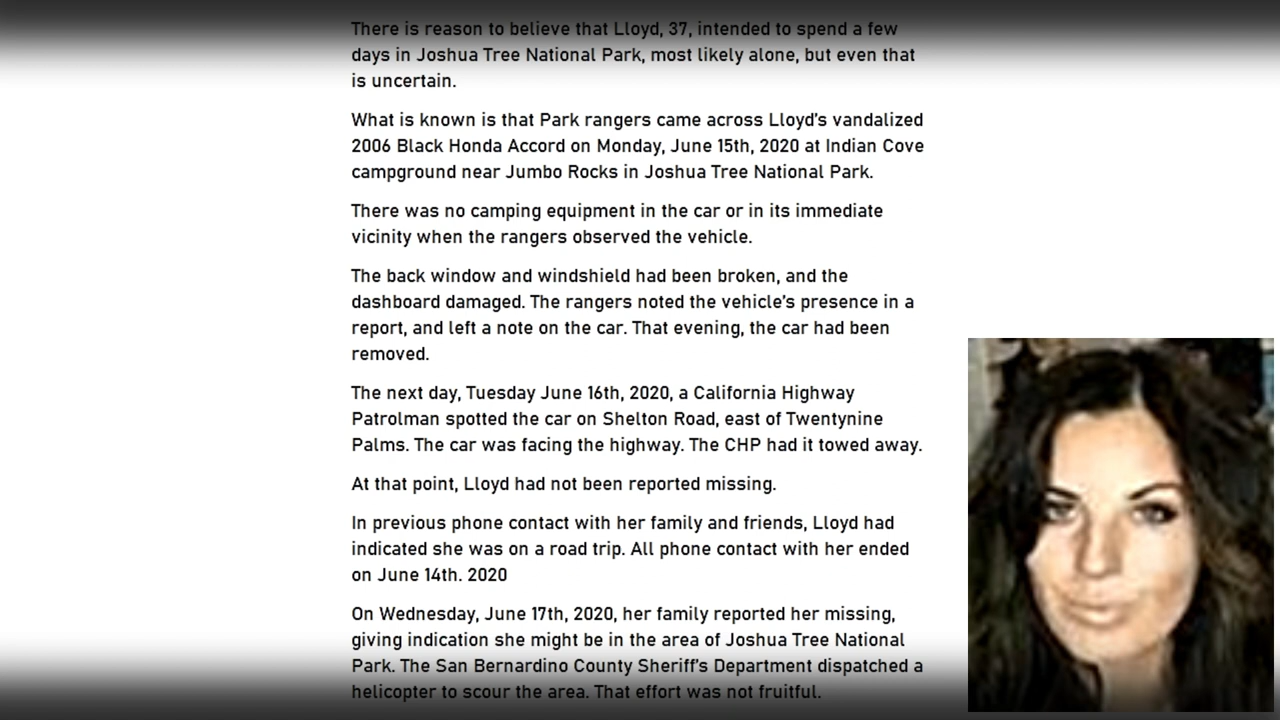 There is reason to believe that Lloyd, 37, intended to spend a few
days in Joshua Tree National Park, most likely alone, but even that
is uncertain.
What is known is that Park rangers came across Lloyd's vandalized
2006 Black Honda Accord on Monday, June 15th, 2020 at Indian Cove
campground near Jumbo Rocks in Joshua Tree National Park.
There was no camping equipment in the car or in its immediate
vicinity when the rangers observed the vehicle.
The back window and windshield had been broken, and the
dashboard damaged. The rangers noted the vehicle's presence in a
report, and left a note on the car. That evening, the car had been
removed.
The next day, Tuesday June 16th, 2020, a California Highway
Patrolman spotted the car on Shelton Road, east of Twentynine
Palms. The car was facing the highway. The CHP had it towed away.
At that point, Lloyd had not been reported missing.
In previous phone contact with her family and friends, Lloyd had
indicated she was on a road trip. All phone contact with her ended
on June 14th. 2020
On Wednesday, June 17th, 2020, her family reported her missing,
giving indication she might be in the area of Joshua Tree National
Park. The San Bernardino County Sheriff's Department dispatched a
helicopter to scour the area. That effort was not fruitful.